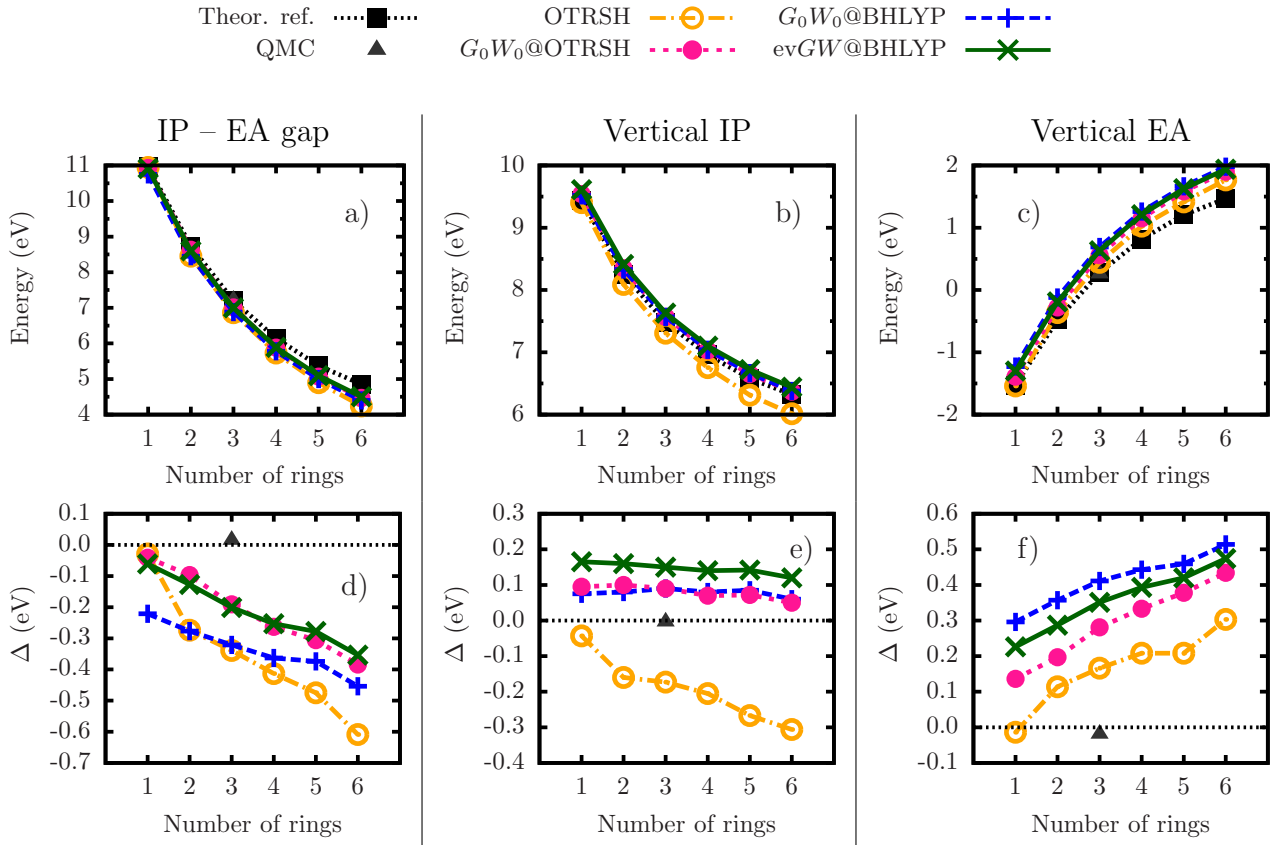 Theor. ref.
QMC
OTRSH
G₀W₀@OTRSH
G₀W₀@BHLYP
evGW@BHLYP
IP – EA gap
Vertical IP
Vertical EA
Energy (eV)
11
10
9
8
7
6
5
4
a)
1 2 3 4 5 6
Number of rings
Energy (eV)
10
9
8
7
6
b)
1 2 3 4 5 6
Number of rings
Energy (eV)
2
1
0
-1
-2
c)
1 2 3 4 5 6
Number of rings
Δ (eV)
0.1
0.0
-0.1
-0.2
-0.3
-0.4
-0.5
-0.6
-0.7
d)
1 2 3 4 5 6
Number of rings
Δ (eV)
0.3
0.2
0.1
0.0
-0.1
-0.2
-0.3
-0.4
e)
1 2 3 4 5 6
Number of rings
Δ (eV)
0.6
0.5
0.4
0.3
0.2
0.1
0.0
-0.1
f)
1 2 3 4 5 6
Number of rings